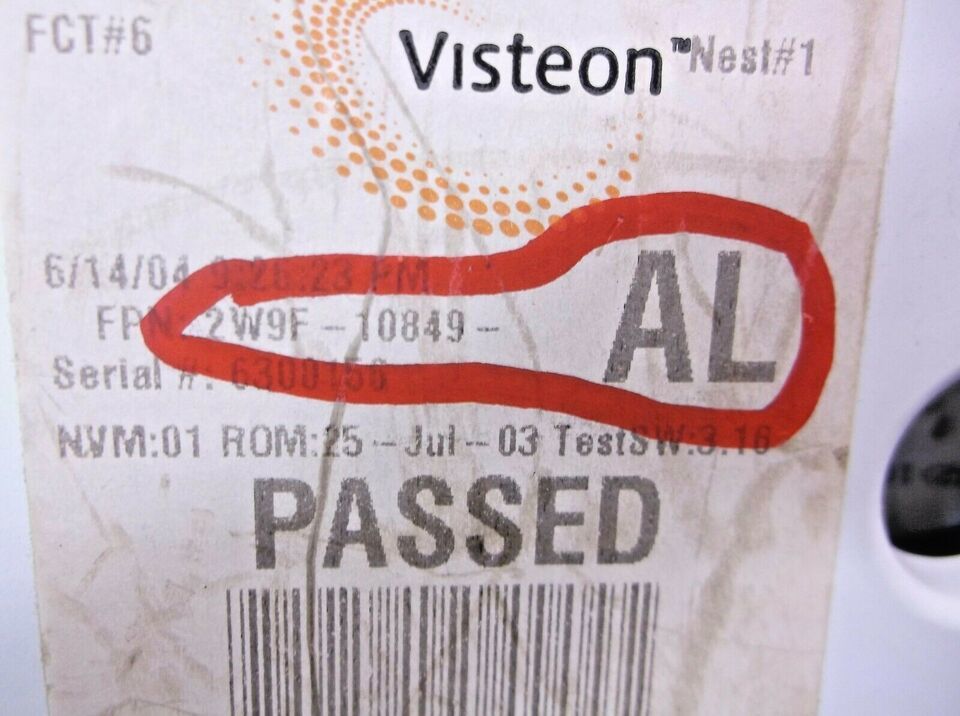 FCT#6
Visteon™ Nest#1
6/14/04 9:26:23 PM
FPN: 2W9F - 10849 - AL
Serial #: 6300156
NVM:01 ROM:25 - Jul - 03 TestSW:3.16
PASSED